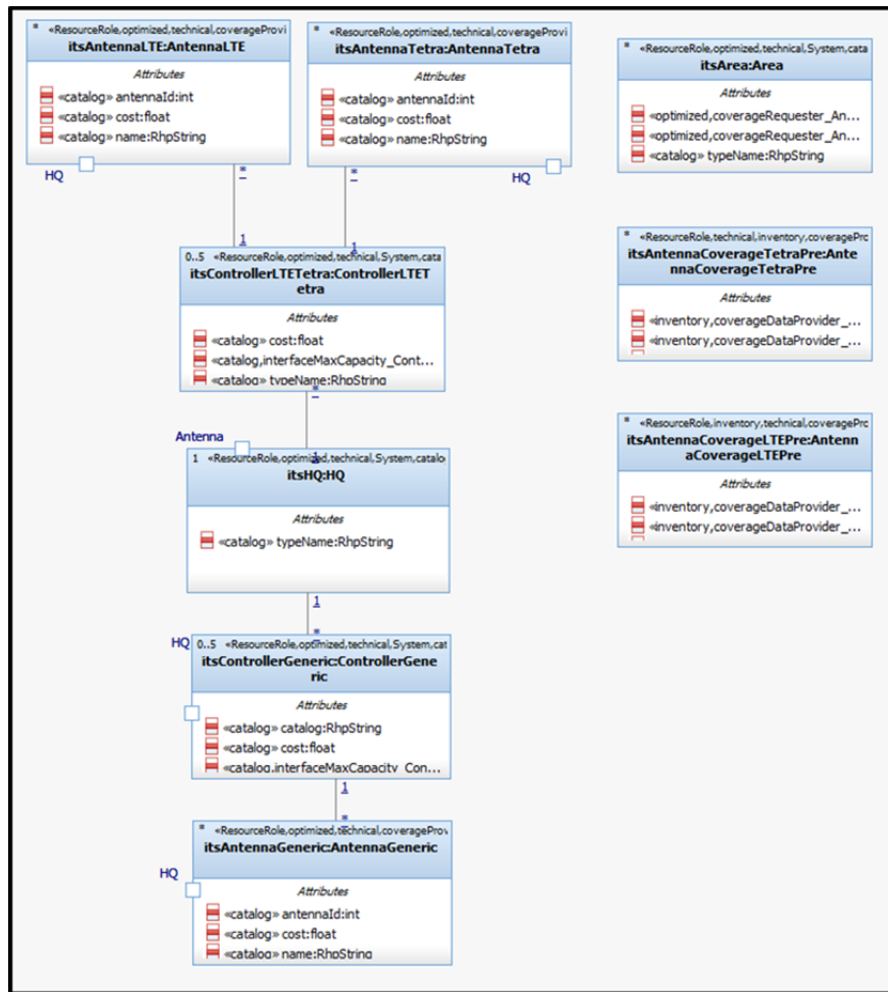 * «ResourceRole,optimized,technical,coverageProvi
itsAntennaLTE:AntennaLTE
Attributes
«catalog» antennaId:int
«catalog» cost:float
«catalog» name:RhpString
HQ
*
1
* «ResourceRole,optimized,technical,coverageProvi
itsAntennaTetra:AntennaTetra
Attributes
«catalog» antennaId:int
«catalog» cost:float
«catalog» name:RhpString
HQ
*
1
* «ResourceRole,optimized,technical,System,cata
itsArea:Area
Attributes
«optimized,coverageRequester_An...
«optimized,coverageRequester_An...
«catalog» typeName:RhpString
0..5 «ResourceRole,optimized,technical,System,cata
itsControllerLTETetra:ControllerLTET
etra
Attributes
«catalog» cost:float
«catalog,interfaceMaxCapacity_Cont...
«catalog» typeName:RhpString
*
1
* «ResourceRole,technical,inventory,coveragePrc
itsAntennaCoverageTetraPre:Ante
nnaCoverageTetraPre
Attributes
«inventory,coverageDataProvider_...
«inventory,coverageDataProvider_...
Antenna
1 «ResourceRole,optimized,technical,System,catalo
itsHQ:HQ
Attributes
«catalog» typeName:RhpString
1
*
* «ResourceRole,inventory,technical,coveragePrc
itsAntennaCoverageLTEPre:Antenn
aCoverageLTEPre
Attributes
«inventory,coverageDataProvider_...
«inventory,coverageDataProvider_...
HQ
0..5 «ResourceRole,optimized,technical,System,cat
itsControllerGeneric:ControllerGene
ric
Attributes
«catalog» catalog:RhpString
«catalog» cost:float
«catalog,interfaceMaxCapacity_Con...
1
*
HQ
* «ResourceRole,optimized,technical,coverageProv
itsAntennaGeneric:AntennaGeneric
Attributes
«catalog» antennaId:int
«catalog» cost:float
«catalog» name:RhpString